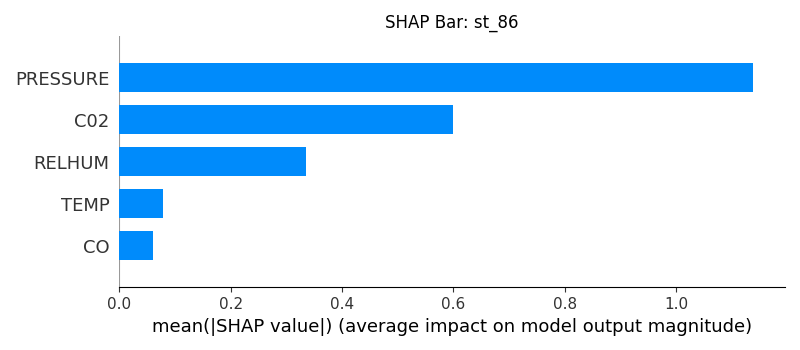 SHAP Bar: st_86
PRESSURE
C02
RELHUM
TEMP
CO
0.0 0.2 0.4 0.6 0.8 1.0
mean(|SHAP value|) (average impact on model output magnitude)